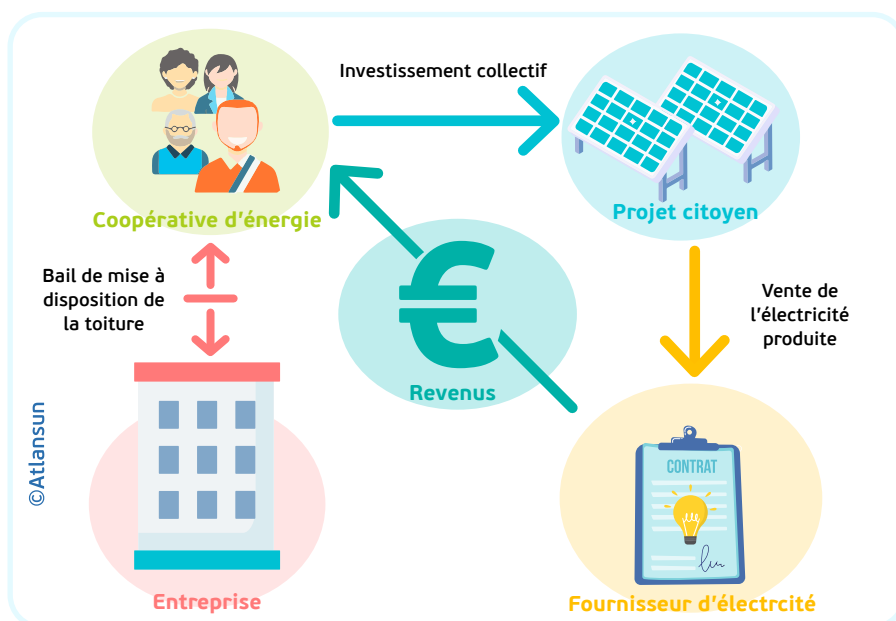 Investissement collectif
Coopérative d'énergie
Projet citoyen
Bail de mise à
disposition de
la toiture
Vente de
l'électricité
produite
€
Revenus
©Atlansun
CONTRAT
Entreprise
Fournisseur d'électrcité